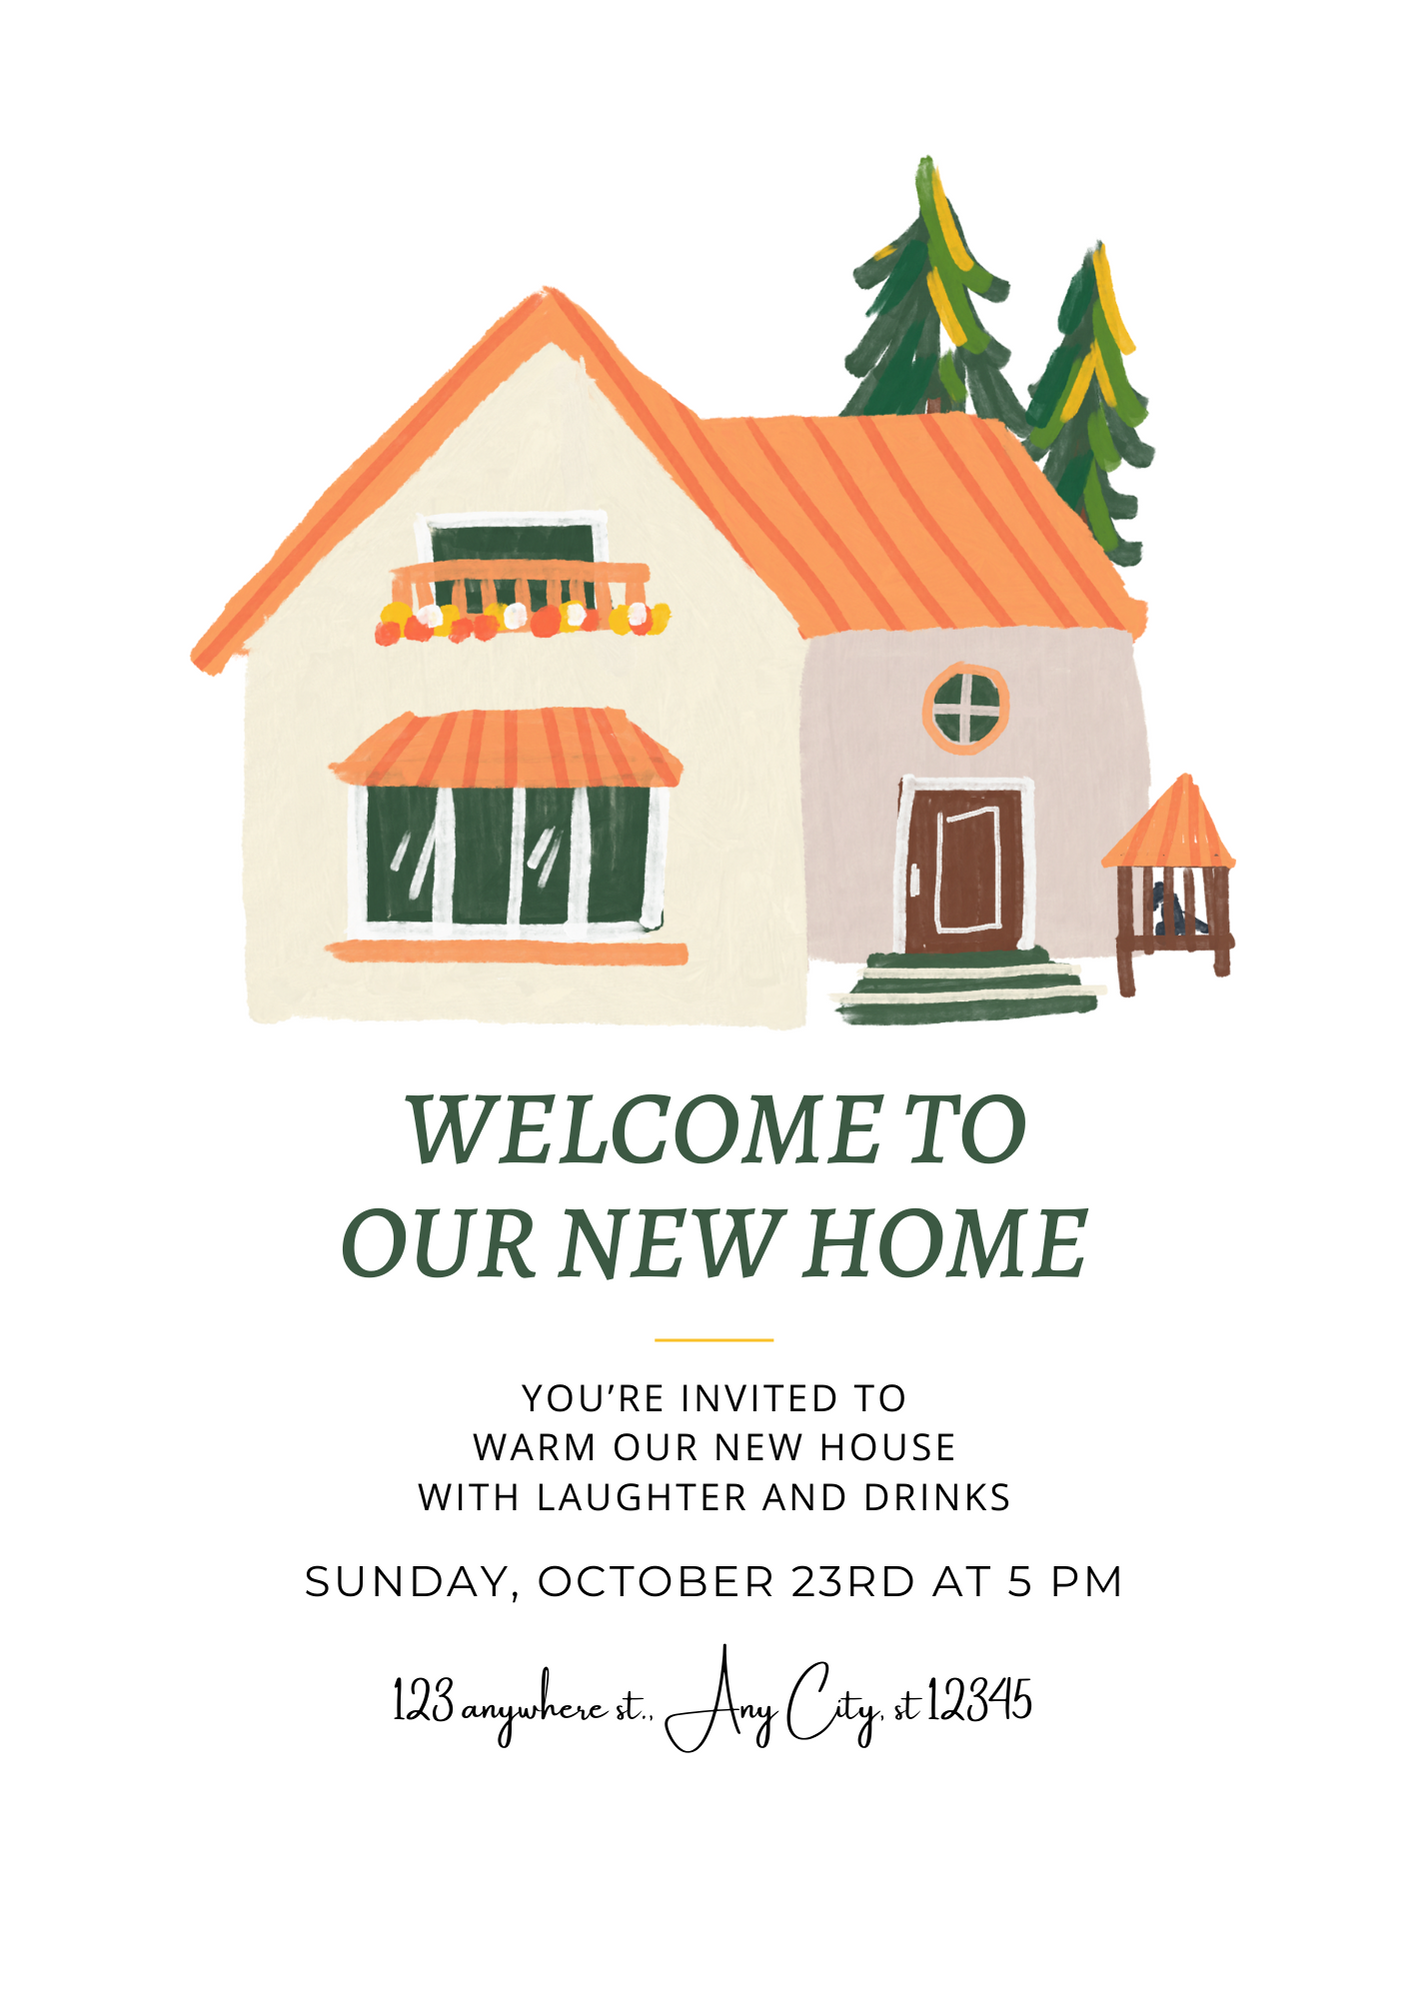 WELCOME TO
OUR NEW HOME
YOU'RE INVITED TO
WARM OUR NEW HOUSE
WITH LAUGHTER AND DRINKS
SUNDAY, OCTOBER 23RD AT 5 PM
123 anywhere st., Any City, st 12345